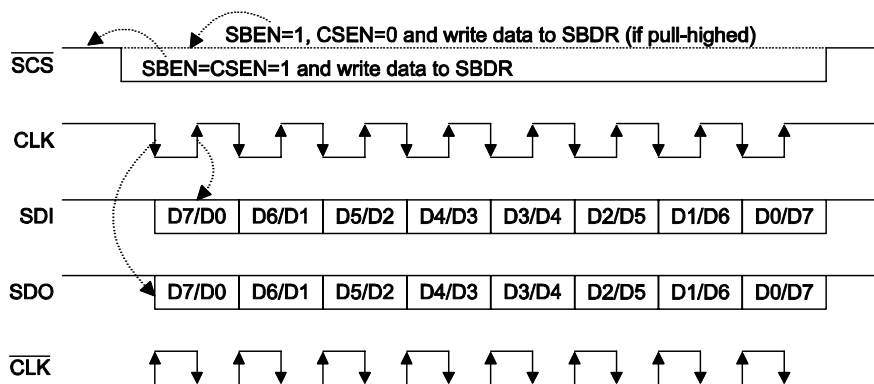 SBEN=1, CSEN=0 and write data to SBDR (if pull-highed)
SCS
SBEN=CSEN=1 and write data to SBDR
CLK
SDI D7/D0 D6/D1 D5/D2 D4/D3 D3/D4 D2/D5 D1/D6 D0/D7
SDO D7/D0 D6/D1 D5/D2 D4/D3 D3/D4 D2/D5 D1/D6 D0/D7
CLK